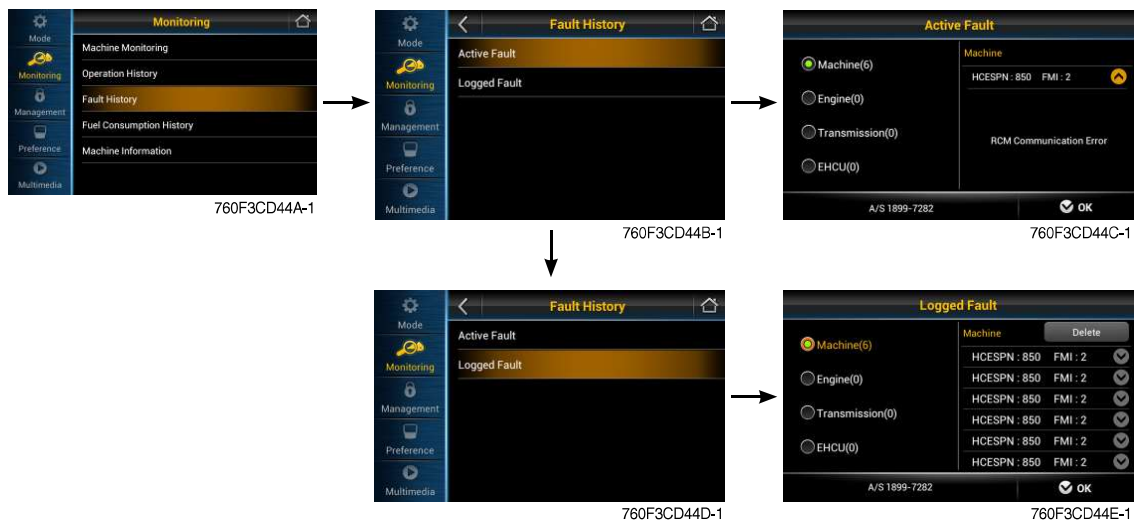 Monitoring
Mode
Monitoring
Management
Preference
Multimedia
Machine Monitoring
Operation History
Fault History
Fuel Consumption History
Machine Information
760F3CD44A-1
Fault History
Mode
Monitoring
Management
Preference
Multimedia
Active Fault
Logged Fault
760F3CD44B-1
Active Fault
Machine(6)
Engine(0)
Transmission(0)
EHCU(0)
Machine
HCESPN : 850 FMI : 2
RCM Communication Error
A/S 1899-7282
OK
760F3CD44C-1
Fault History
Mode
Monitoring
Management
Preference
Multimedia
Active Fault
Logged Fault
760F3CD44D-1
Logged Fault
Machine(6)
Engine(0)
Transmission(0)
EHCU(0)
Machine Delete
HCESPN : 850 FMI : 2
HCESPN : 850 FMI : 2
HCESPN : 850 FMI : 2
HCESPN : 850 FMI : 2
HCESPN : 850 FMI : 2
HCESPN : 850 FMI : 2
A/S 1899-7282
OK
760F3CD44E-1